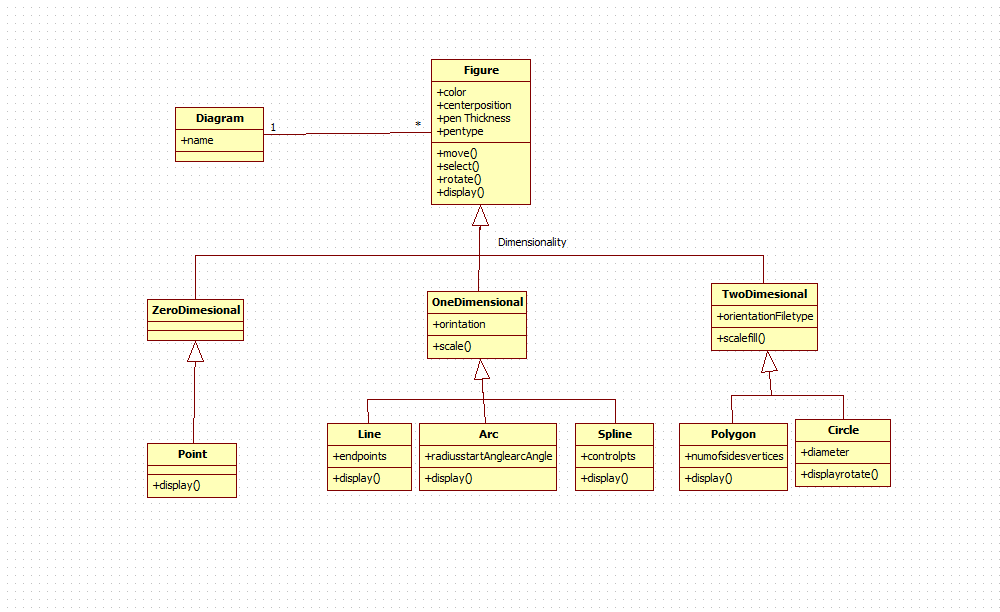 Figure
+color
+centerposition
+pen Thickness
+pentype
+move()
+select()
+rotate()
+display()
Diagram
+name
1
*
Dimensionality
ZeroDimesional
OneDimensional
+orintation
+scale()
TwoDimesional
+orientationFiletype
+scalefill()
Point
+display()
Line
+endpoints
+display()
Arc
+radiusstartAnglearcAngle
+display()
Spline
+controlpts
+display()
Polygon
+numofsidesvertices
+display()
Circle
+diameter
+displayrotate()